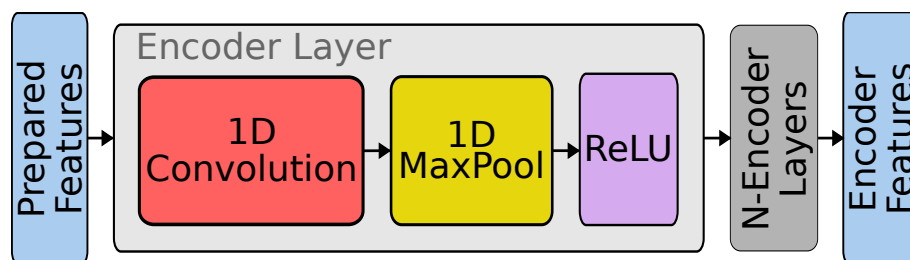 Prepared
Features
Encoder Layer
1D
Convolution
1D
MaxPool
ReLU
N-Encoder
Layers
Encoder
Features